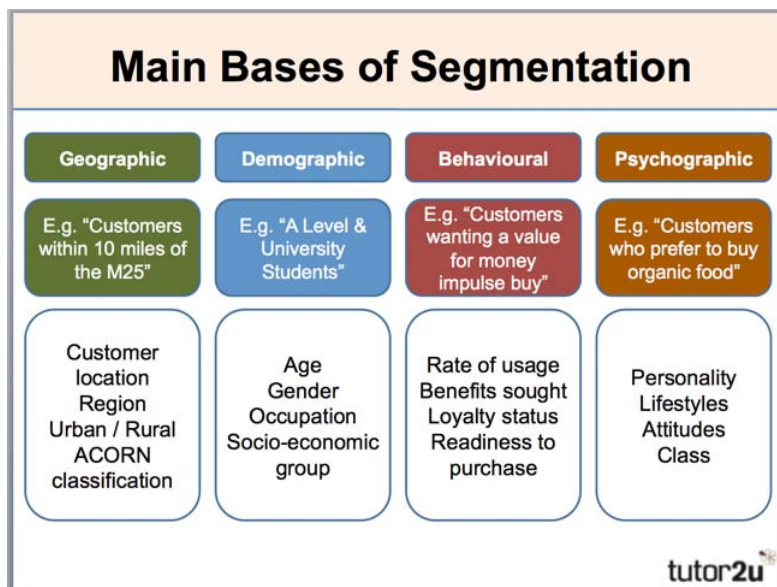 Main Bases of Segmentation
Geographic
Demographic
Behavioural
Psychographic
E.g. “Customers
within 10 miles of
the M25”
E.g. “A Level &
University
Students”
E.g. “Customers
wanting a value
for money
impulse buy”
E.g. “Customers
who prefer to buy
organic food”
Customer
location
Region
Urban / Rural
ACORN
classification
Age
Gender
Occupation
Socio-economic
group
Rate of usage
Benefits sought
Loyalty status
Readiness to
purchase
Personality
Lifestyles
Attitudes
Class
tutor2u